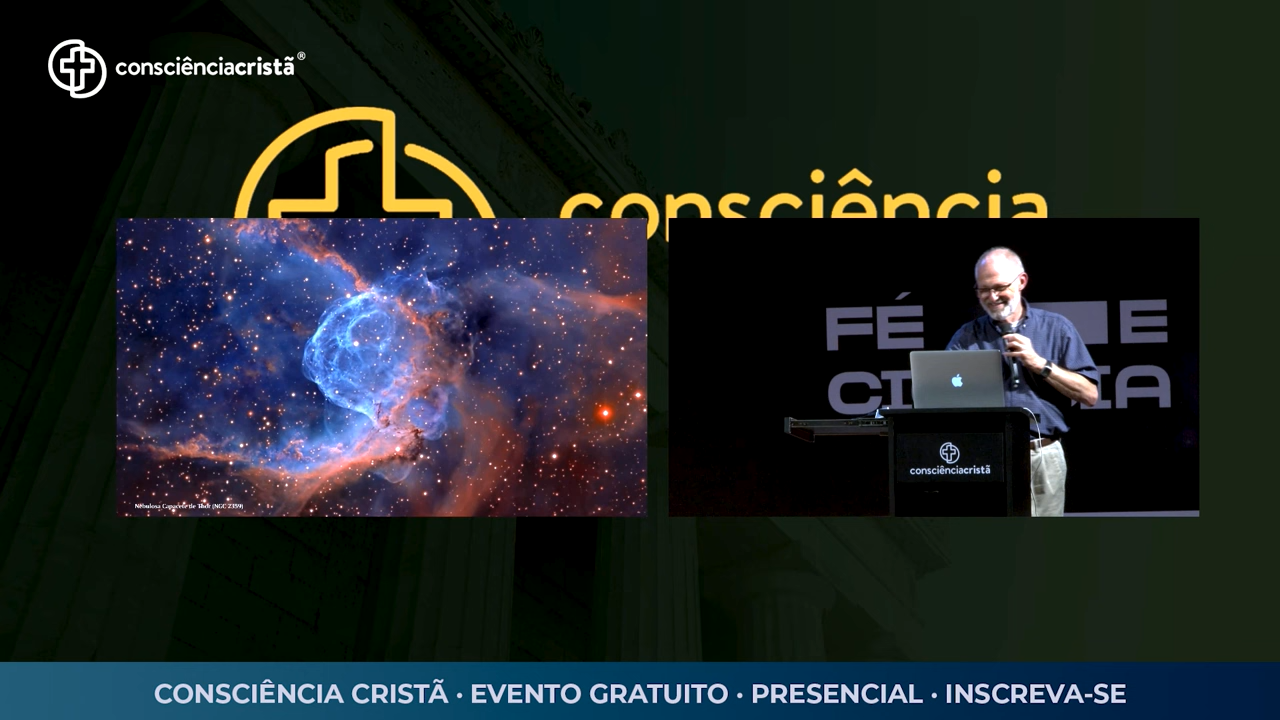 consciênciacristã®
consciência
Nebulosa Capacete de Thor (NGC 2359)
FÉ E
CI IA
consciênciacristã
CONSCIÊNCIA CRISTÃ • EVENTO GRATUITO • PRESENCIAL • INSCREVA-SE